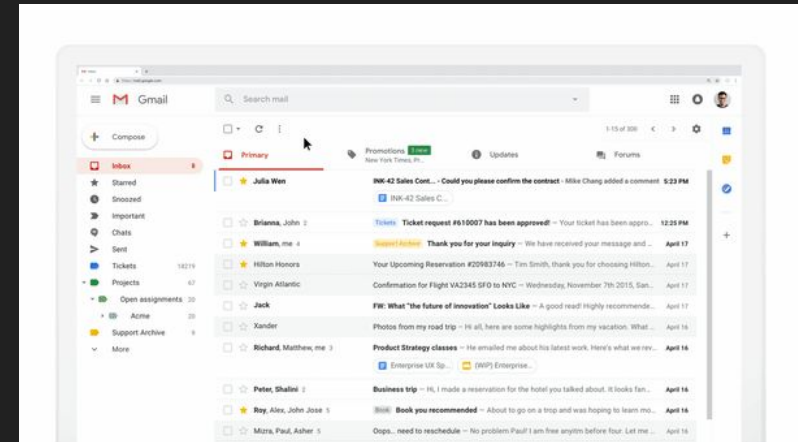 Gmail
Search mail
Compose
1-15 of 300
Primary
Promotions
New York Times, Pr...
Updates
Forums
Inbox 8
Starred
Snoozed
Important
Chats
Sent
Tickets 18219
Projects 67
Open assignments 20
Acme 20
Support Archive 9
More
Julia Wen INK-42 Sales Cont... - Could you please confirm the contract - Mike Chang added a comment 5:23 PM
INK-42 Sales C...
Brianna, John 2 Tickets Ticket request #610007 has been approved! – Your ticket has been appro... 12:25 PM
William, me 4 Support Archive Thank you for your inquiry – We have received your message and ... April 17
Hilton Honors Your Upcoming Reservation #20983746 – Tim Smith, thank you for choosing Hilton... April 17
Virgin Atlantic Confirmation for Flight VA2345 SFO to NYC – Wednesday, November 7th 2015, San... April 17
Jack FW: What "the future of innovation" Looks Like – A good read! Highly recommende... April 17
Xander Photos from my road trip – Hi all, here are some highlights from my vacation. What ... April 16
Richard, Matthew, me 3 Product Strategy classes – He emailed me about his latest work. Here's what we rev... April 16
Enterprise UX Sp...
[WIP] Enterprise...
Peter, Shalini 2 Business trip – Hi, I made a reservation for the hotel you talked about. It looks fan... April 16
Roy, Alex, John Jose 5 Book Book you recommended – About to go on a trop and was hoping to learn mo... April 16
Mizra, Paul, Asher 5 Oops.. need to reschedule – No problem Paul! I am free anyitm before four. Let me ... April 16